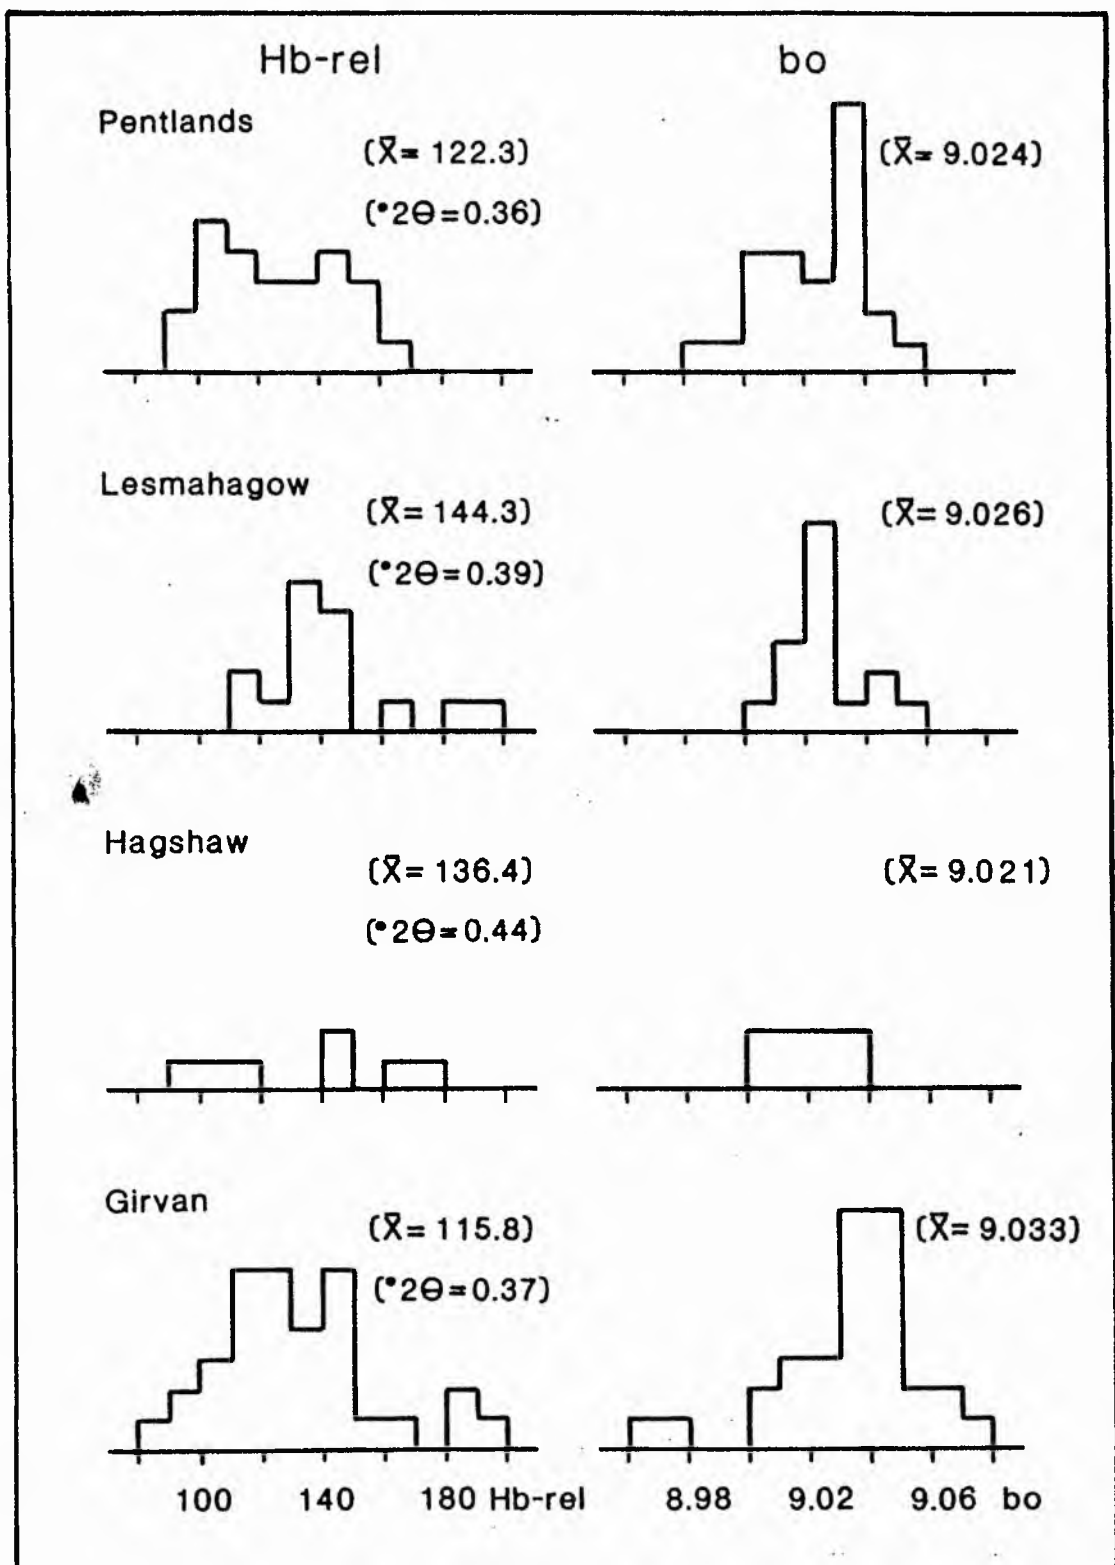 Hb-rel bo
Pentlands
(X̄= 122.3) (X̄= 9.024)
(°2Θ=0.36)
Lesmahagow
(X̄= 144.3) (X̄= 9.026)
(°2Θ=0.39)
Hagshaw
(X̄= 136.4) (X̄= 9.021)
(°2Θ=0.44)
Girvan
(X̄= 115.8) (X̄= 9.033)
(°2Θ=0.37)
100 140 180 Hb-rel 8.98 9.02 9.06 bo